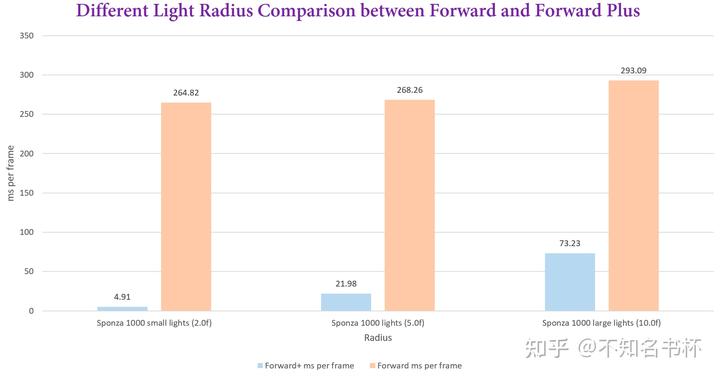 Different Light Radius Comparison between Forward and Forward Plus
350
300
250
200
150
100
50
0
ms per frame
264.82
268.26
293.09
4.91
21.98
73.23
Sponza 1000 small lights (2.0f)
Sponza 1000 lights (5.0f)
Sponza 1000 large lights (10.0f)
Radius
Forward+ ms per frame
Forward ms per frame
知乎 @不知名书杯